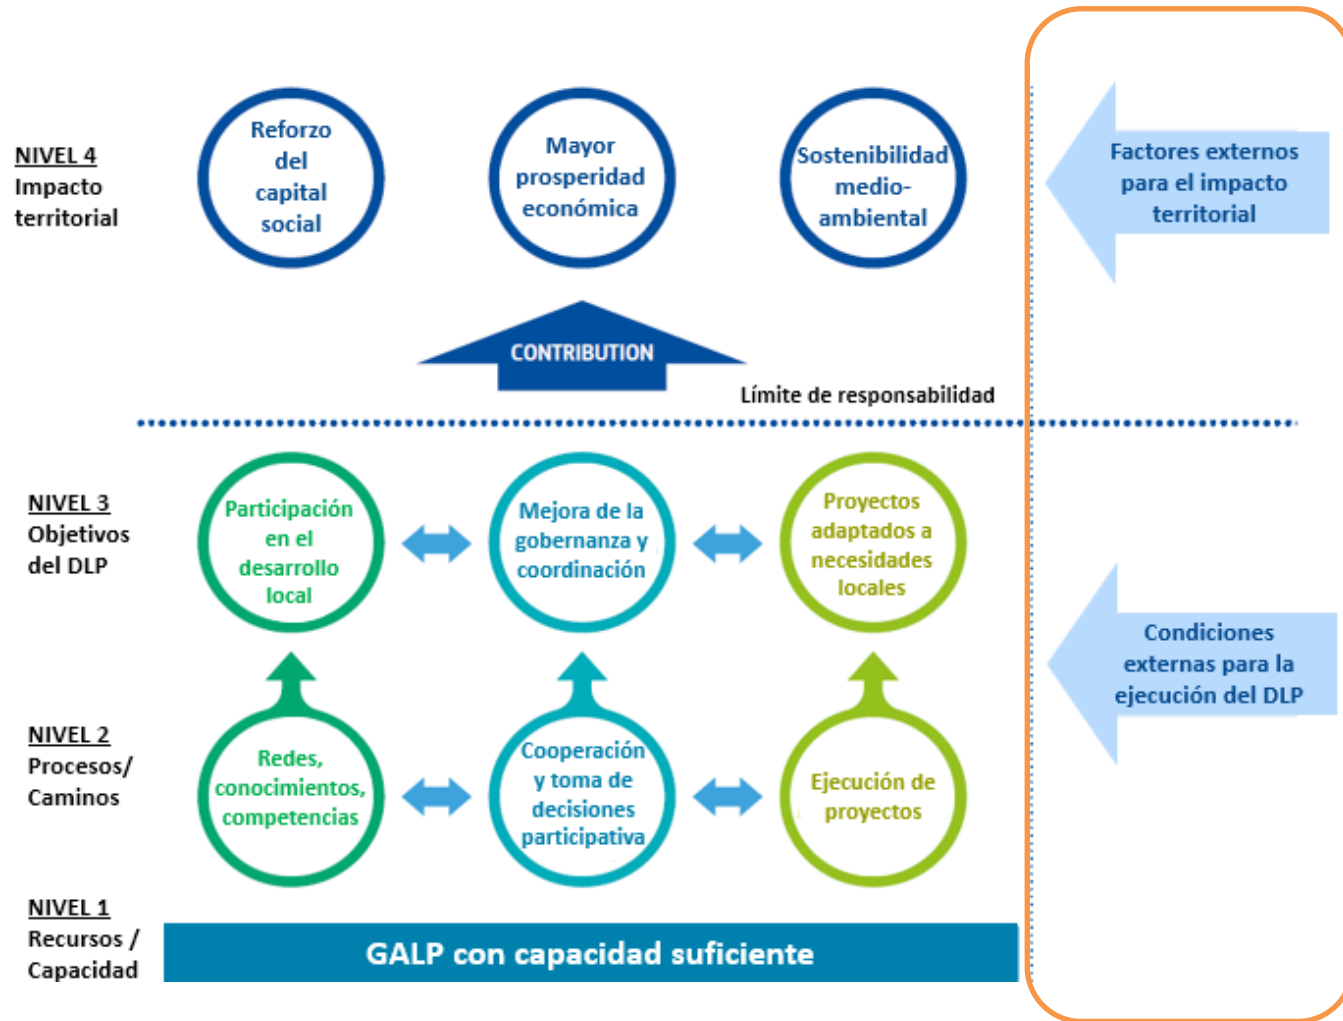 NIVEL 4
Impacto
territorial
Reforzo
del
capital
social
Mayor
prosperidad
económica
Sostenibilidad
medio-
ambiental
Factores externos
para el impacto
territorial
CONTRIBUTION
Límite de responsabilidad
NIVEL 3
Objetivos
del DLP
Participación
en el
desarrollo
local
Mejora de la
gobernanza y
coordinación
Proyectos
adaptados a
necesidades
locales
Condiciones
externas para la
ejecución del DLP
NIVEL 2
Procesos/
Caminos
Redes,
conocimientos,
competencias
Cooperación
y toma de
decisiones
participativa
Ejecución de
proyectos
NIVEL 1
Recursos /
Capacidad
GALP con capacidad suficiente